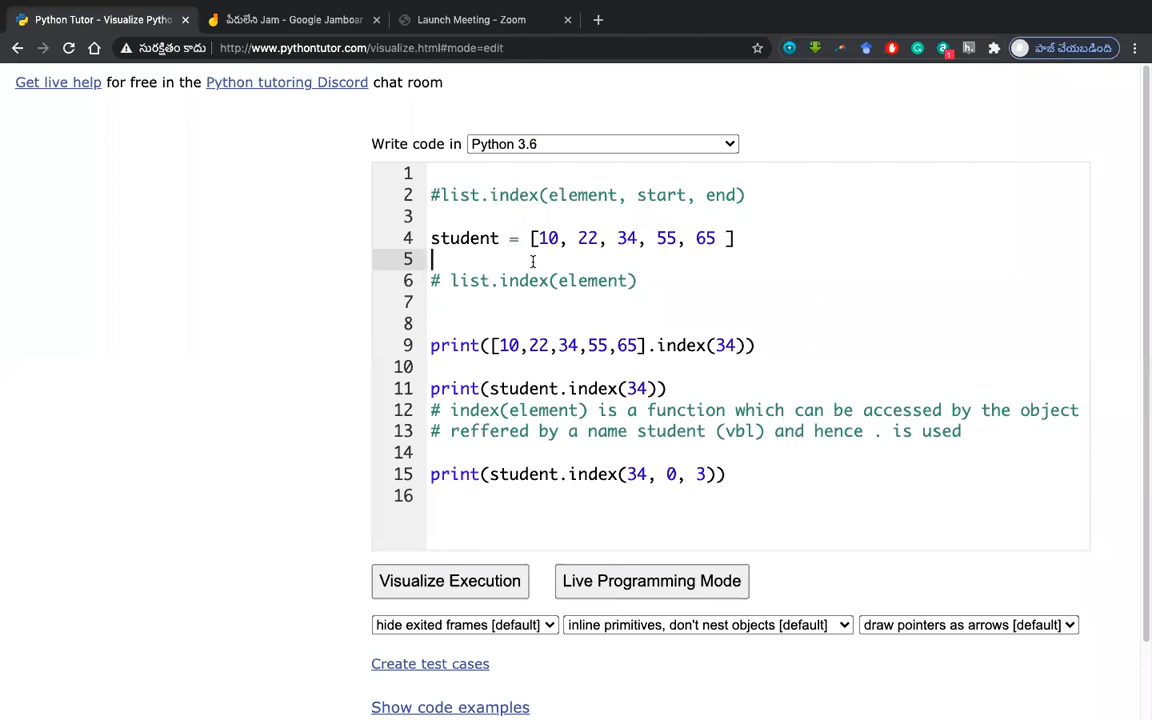 Python Tutor - Visualize Pytho
పేరులేని Jam - Google Jamboar
Launch Meeting - Zoom
సురక్షితం కాదు
http://www.pythontutor.com/visualize.html#mode=edit
1
పాజ్ చేయబడింది
Get live help for free in the Python tutoring Discord chat room
Write code in Python 3.6
1
2 #list.index(element, start, end)
3
4 student = [10, 22, 34, 55, 65 ]
5
6 # list.index(element)
7
8
9 print([10,22,34,55,65].index(34))
10
11 print(student.index(34))
12 # index(element) is a function which can be accessed by the object
13 # reffered by a name student (vbl) and hence . is used
14
15 print(student.index(34, 0, 3))
16
Visualize Execution Live Programming Mode
hide exited frames [default] inline primitives, don't nest objects [default] draw pointers as arrows [default]
Create test cases
Show code examples